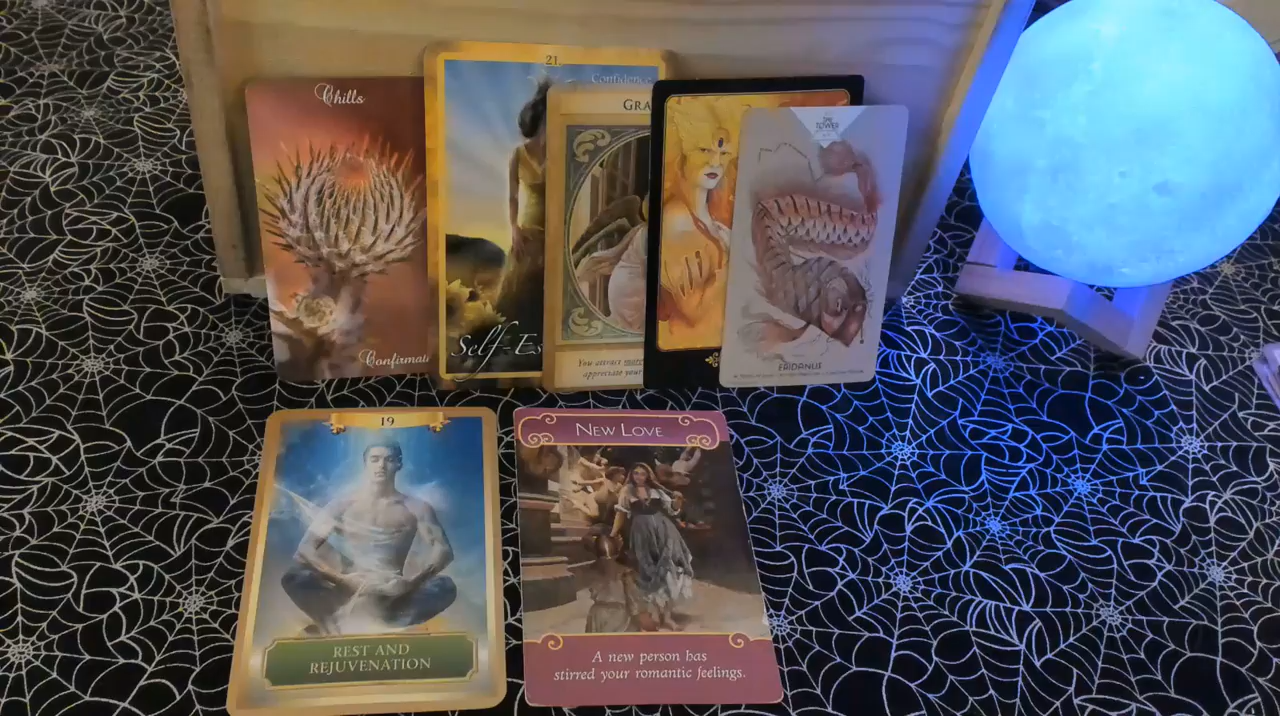 Chills
Confirmati
21
Confidence
Self-Es
GRA
You attract more
appreciate your
THE
TOWER
ERIDANUS
19
REST AND
REJUVENATION
NEW LOVE
A new person has
stirred your romantic feelings.